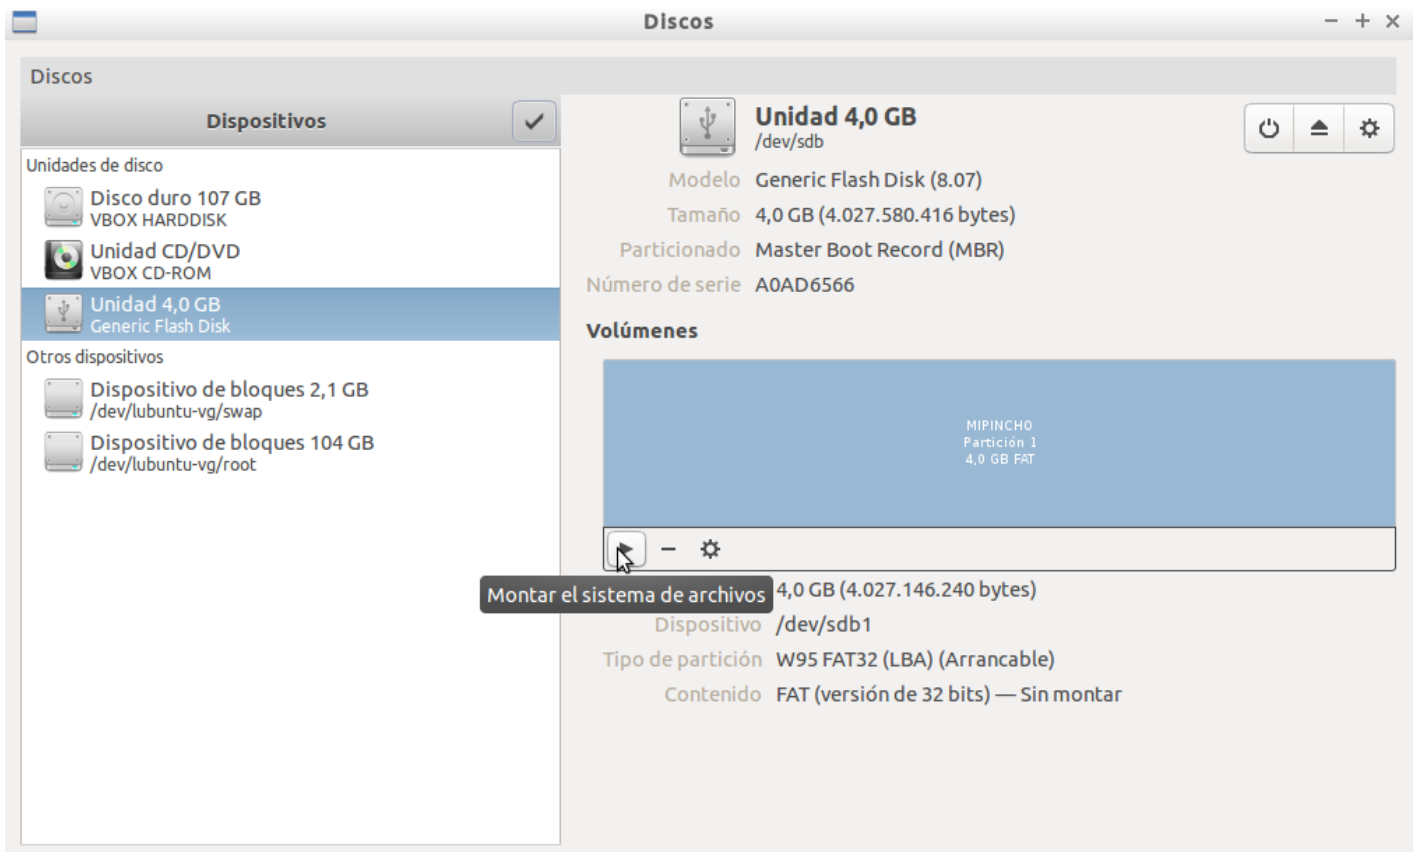 Discos
Discos
Dispositivos
Unidades de disco
Disco duro 107 GB
VBOX HARDDISK
Unidad CD/DVD
VBOX CD-ROM
Unidad 4,0 GB
Generic Flash Disk
Otros dispositivos
Dispositivo de bloques 2,1 GB
/dev/lubuntu-vg/swap
Dispositivo de bloques 104 GB
/dev/lubuntu-vg/root
Unidad 4,0 GB
/dev/sdb
Modelo Generic Flash Disk (8.07)
Tamaño 4,0 GB (4.027.580.416 bytes)
Particionado Master Boot Record (MBR)
Número de serie A0AD6566
Volúmenes
MIPINCHO
Partición 1
4,0 GB FAT
Montar el sistema de archivos
4,0 GB (4.027.146.240 bytes)
Dispositivo /dev/sdb1
Tipo de partición W95 FAT32 (LBA) (Arrancable)
Contenido FAT (versión de 32 bits) — Sin montar